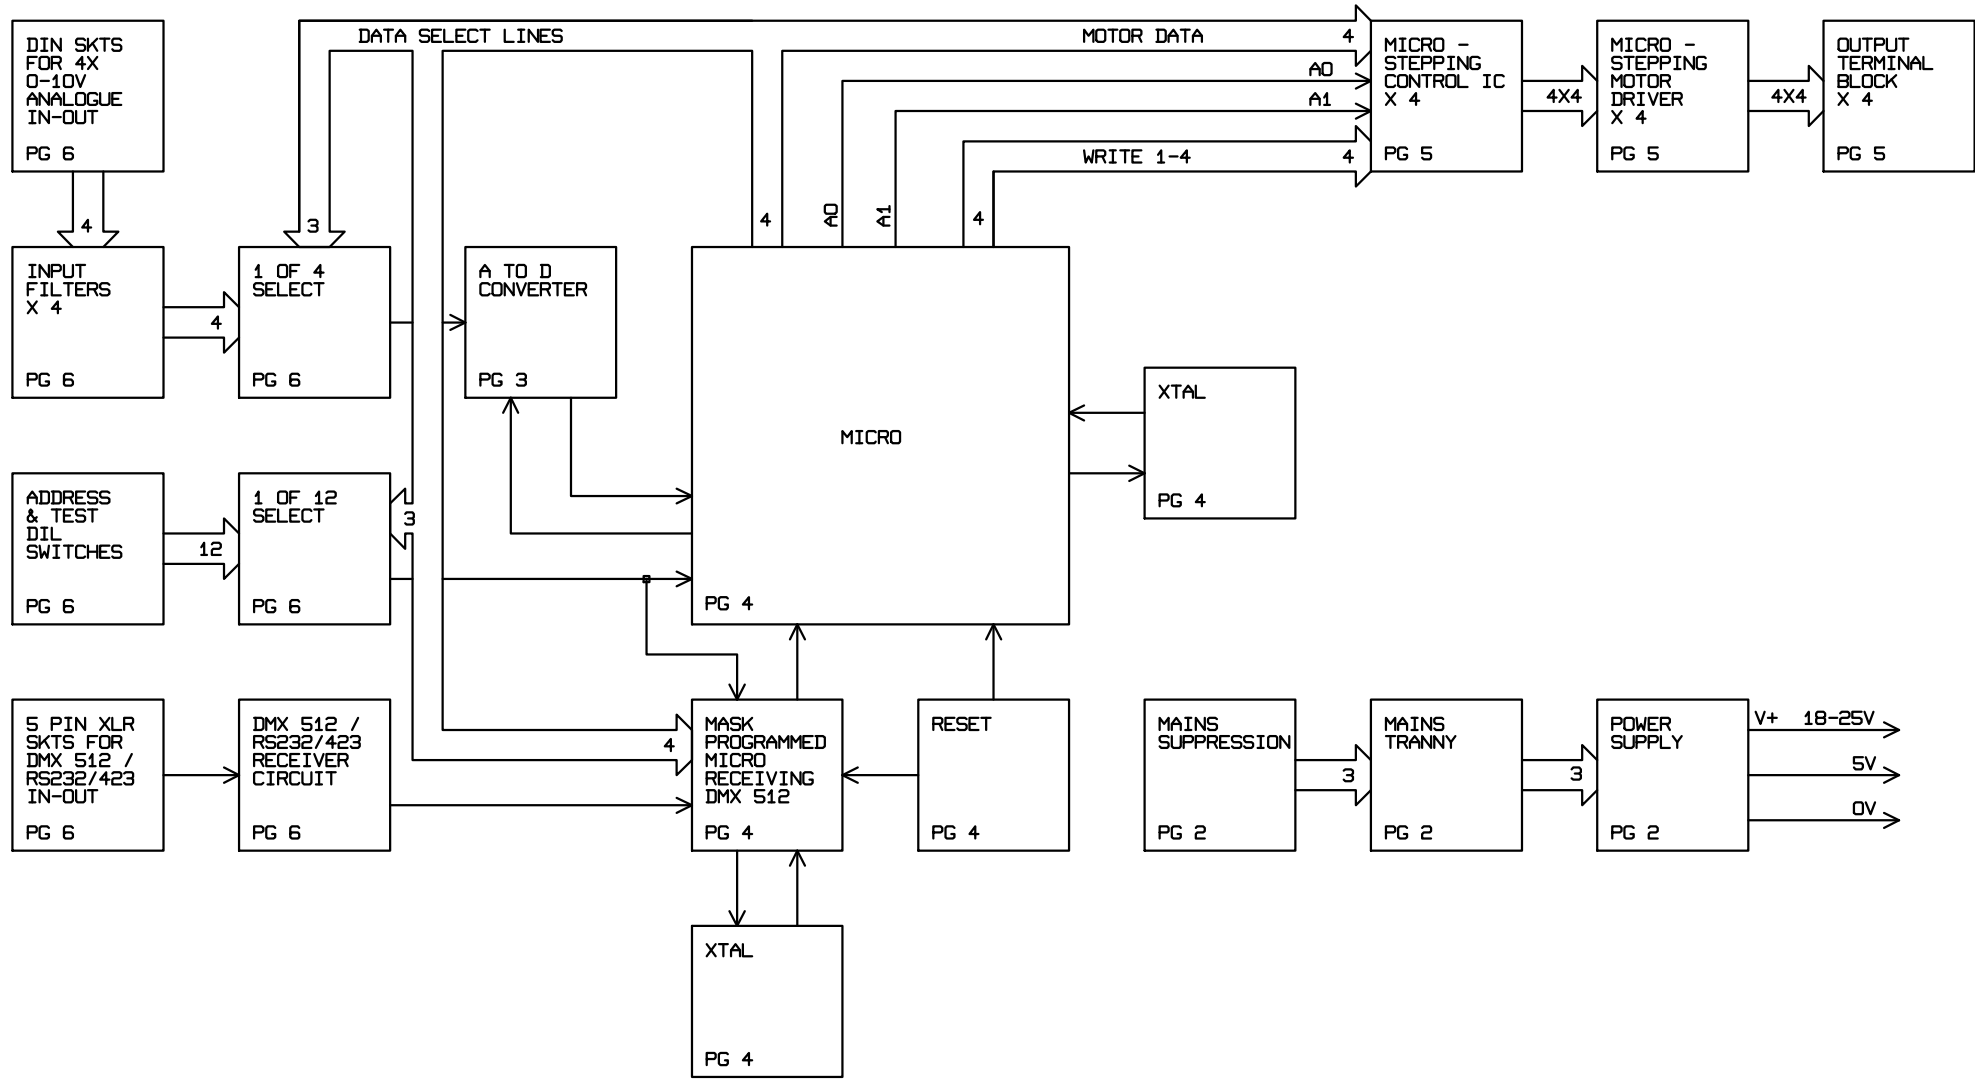 DIN SKTS
FOR 4X
0-10V
ANALOGUE
IN-OUT
PG 6
DATA SELECT LINES
MOTOR DATA
4
A0
A1
WRITE 1-4
4
MICRO -
STEPPING
CONTROL IC
X 4
PG 5
4X4
MICRO -
STEPPING
MOTOR
DRIVER
X 4
PG 5
4X4
OUTPUT
TERMINAL
BLOCK
X 4
PG 5
4
3
4
A0
A1
4
INPUT
FILTERS
X 4
PG 6
4
1 OF 4
SELECT
PG 6
A TO D
CONVERTER
PG 3
MICRO
PG 4
XTAL
PG 4
ADDRESS
& TEST
DIL
SWITCHES
PG 6
12
1 OF 12
SELECT
PG 6
3
5 PIN XLR
SKTS FOR
DMX 512 /
RS232/423
IN-OUT
PG 6
DMX 512 /
RS232/423
RECEIVER
CIRCUIT
PG 6
4
MASK
PROGRAMMED
MICRO
RECEIVING
DMX 512
PG 4
RESET
PG 4
MAINS
SUPPRESSION
PG 2
3
MAINS
TRANNY
PG 2
3
POWER
SUPPLY
PG 2
V+ 18-25V
5V
0V
XTAL
PG 4